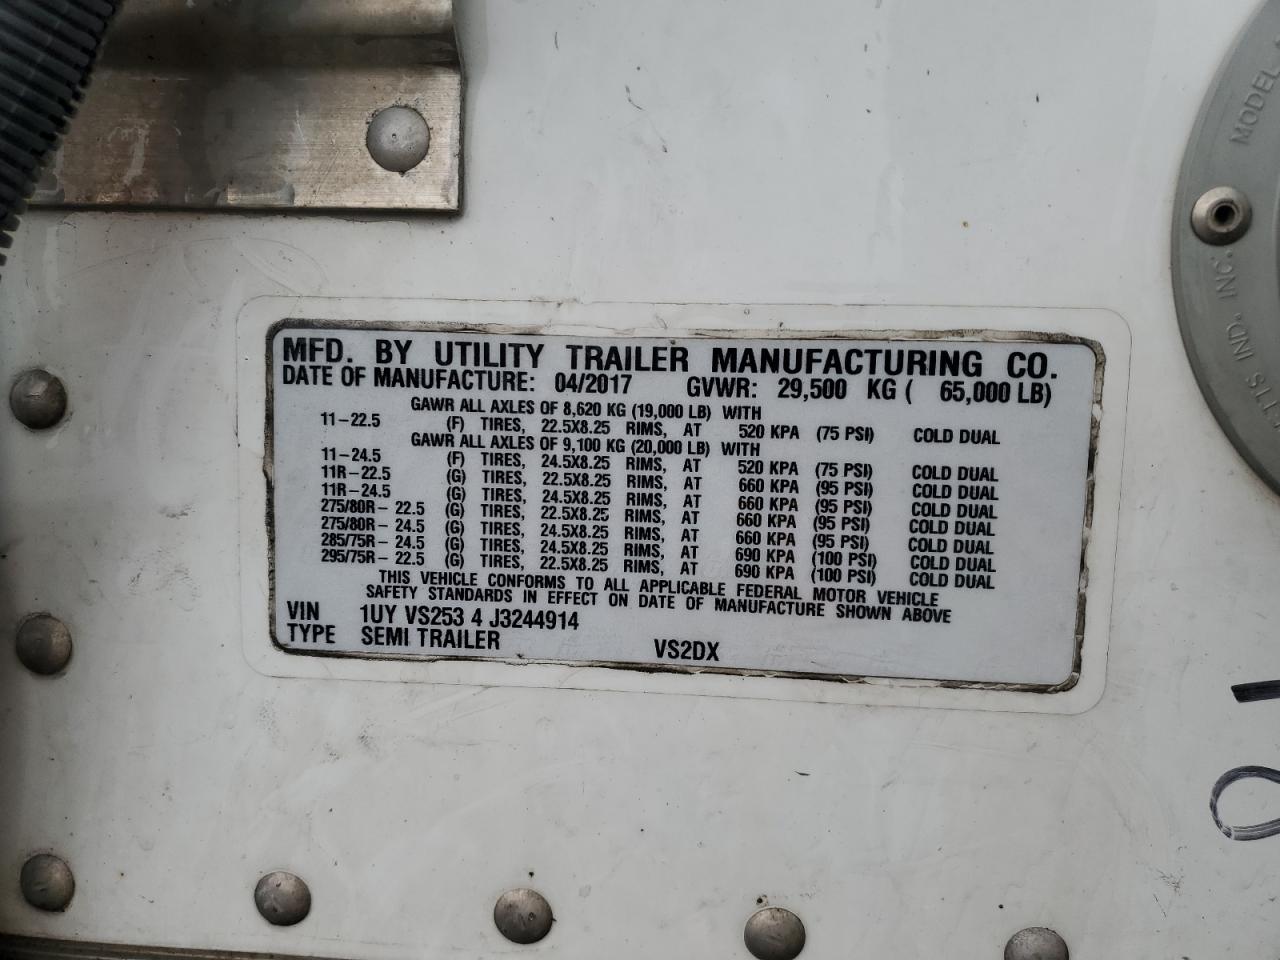 MFD. BY UTILITY TRAILER MANUFACTURING CO.
DATE OF MANUFACTURE: 04/2017 GVWR: 29,500 KG ( 65,000 LB)
GAWR ALL AXLES OF 8,620 KG (19,000 LB) WITH
11-22.5 (F) TIRES, 22.5X8.25 RIMS, AT 520 KPA (75 PSI) COLD DUAL
GAWR ALL AXLES OF 9,100 KG (20,000 LB) WITH
11-24.5 (F) TIRES, 24.5X8.25 RIMS, AT 520 KPA (75 PSI) COLD DUAL
11R-22.5 (G) TIRES, 22.5X8.25 RIMS, AT 660 KPA (95 PSI) COLD DUAL
11R-24.5 (G) TIRES, 24.5X8.25 RIMS, AT 660 KPA (95 PSI) COLD DUAL
275/80R-22.5 (G) TIRES, 22.5X8.25 RIMS, AT 660 KPA (95 PSI) COLD DUAL
275/80R-24.5 (G) TIRES, 24.5X8.25 RIMS, AT 660 KPA (95 PSI) COLD DUAL
285/75R-24.5 (G) TIRES, 24.5X8.25 RIMS, AT 690 KPA (100 PSI) COLD DUAL
295/75R-22.5 (G) TIRES, 22.5X8.25 RIMS, AT 690 KPA (100 PSI) COLD DUAL
THIS VEHICLE CONFORMS TO ALL APPLICABLE FEDERAL MOTOR VEHICLE
SAFETY STANDARDS IN EFFECT ON DATE OF MANUFACTURE SHOWN ABOVE
VIN 1UY VS253 4 J3244914
TYPE SEMI TRAILER VS2DX
MODEL
IND. INC.